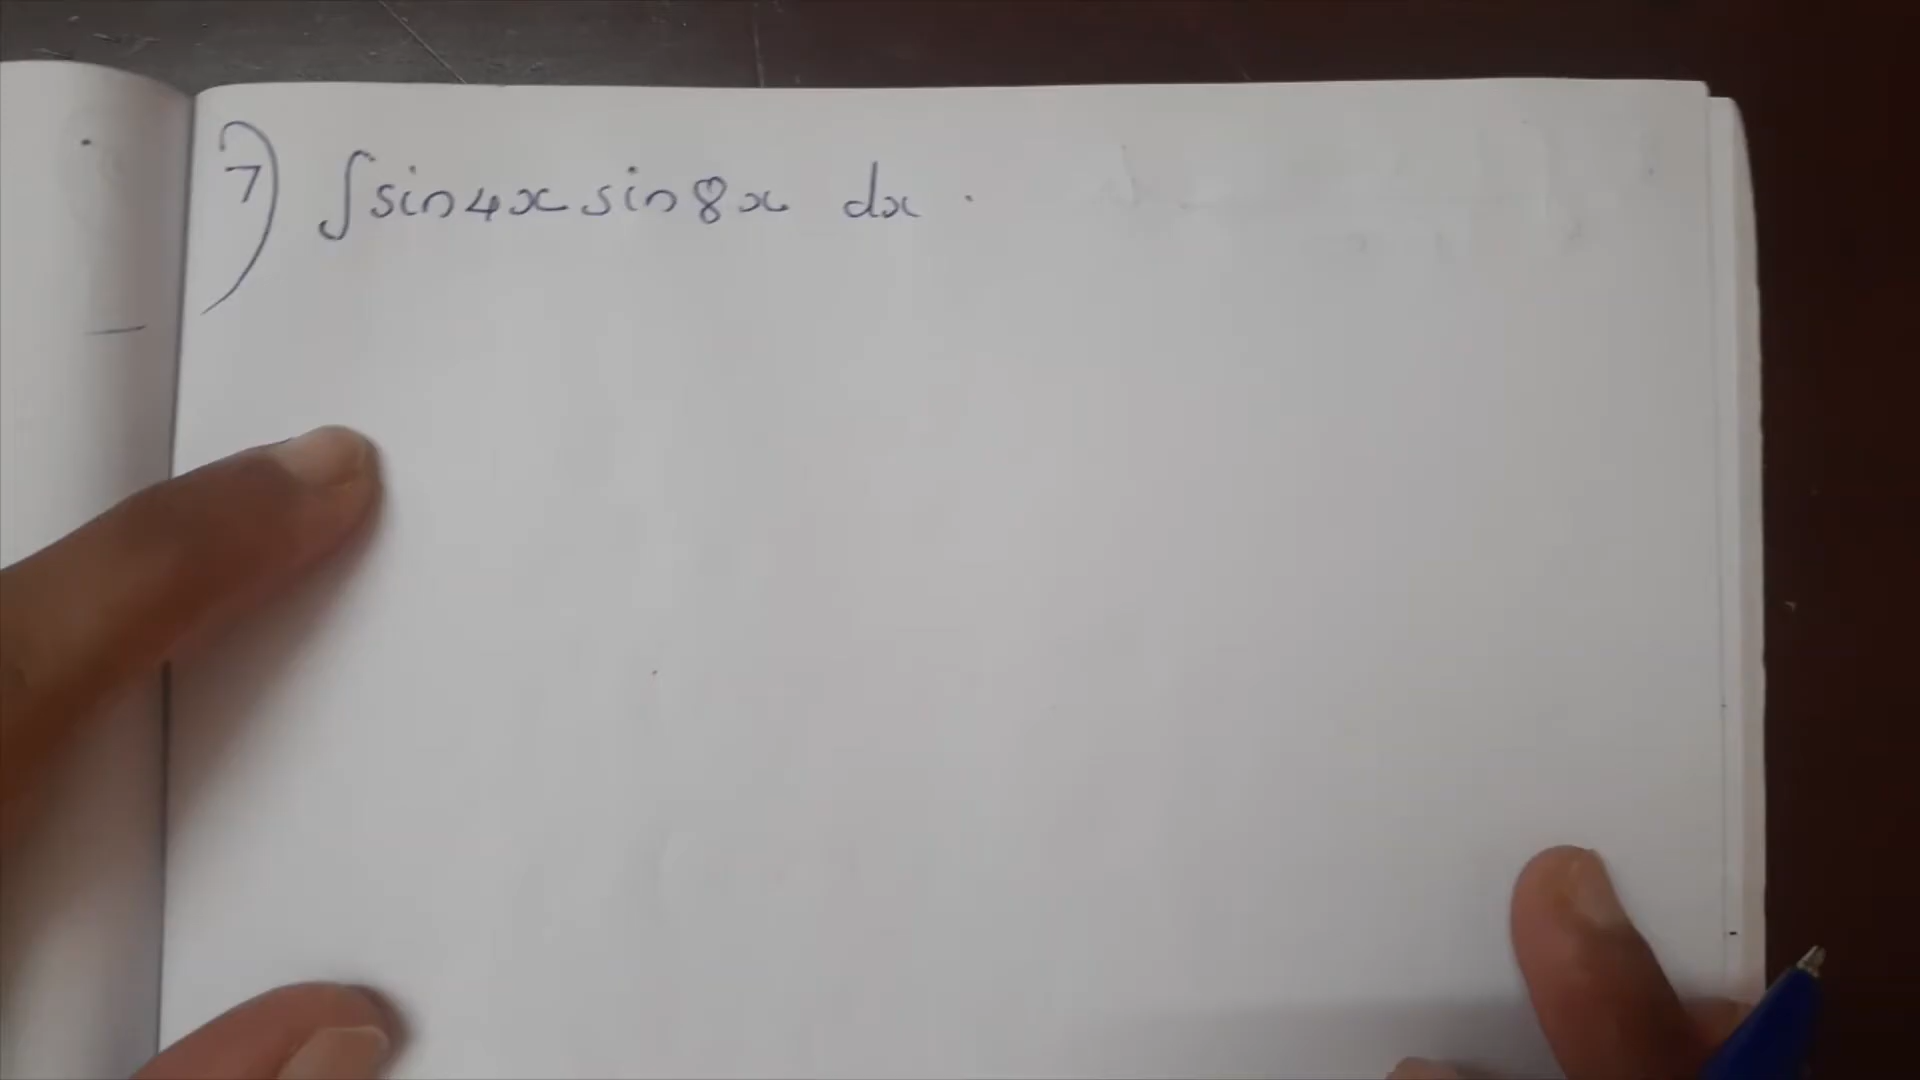 7) ∫sin4x sin8x dx.